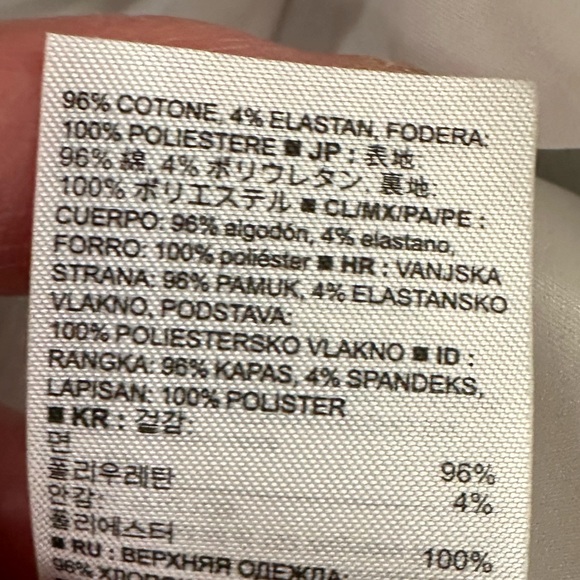 96% COTONE, 4% ELASTAN, FODERA:
100% POLIESTERE ■ JP : 表地:
96% 綿, 4% ポリウレタン, 裏地:
100% ポリエステル ■ CL/MX/PA/PE :
CUERPO: 96% algodón, 4% elastano,
FORRO: 100% poliéster ■ HR : VANJSKA
STRANA: 96% PAMUK, 4% ELASTANSKO
VLAKNO, PODSTAVA:
100% POLIESTERSKO VLAKNO ■ ID :
RANGKA: 96% KAPAS, 4% SPANDEKS,
LAPISAN: 100% POLISTER
■ KR : 겉감:
면 96%
폴리우레탄 4%
안감:
폴리에스터 100%
■ RU : ВЕРХНЯЯ ОДЕЖДА
96%